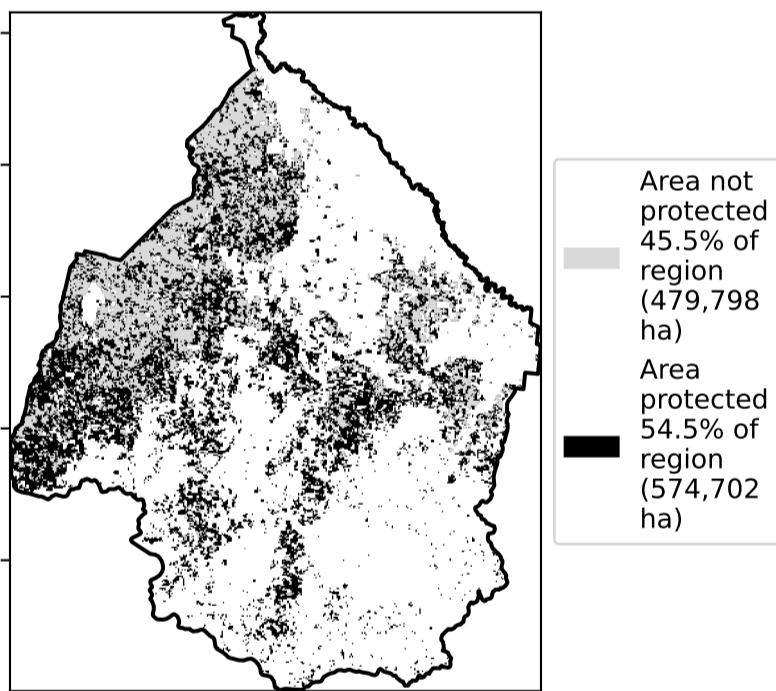 Area not
protected
45.5% of
region
(479,798
ha)
Area
protected
54.5% of
region
(574,702
ha)